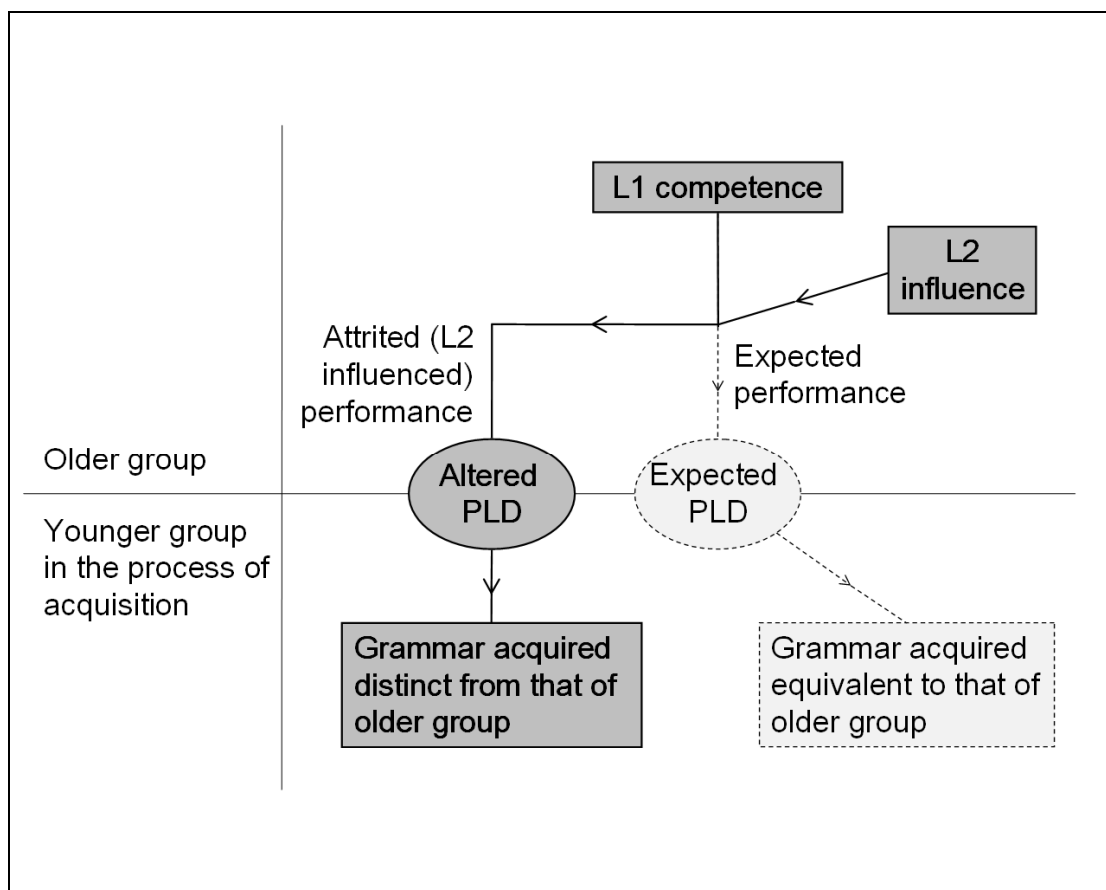 L1 competence
L2
influence
Attrited (L2
influenced)
performance
Expected
performance
Older group
Altered
PLD
Expected
PLD
Younger group
in the process of
acquisition
Grammar acquired
distinct from that of
older group
Grammar acquired
equivalent to that of
older group